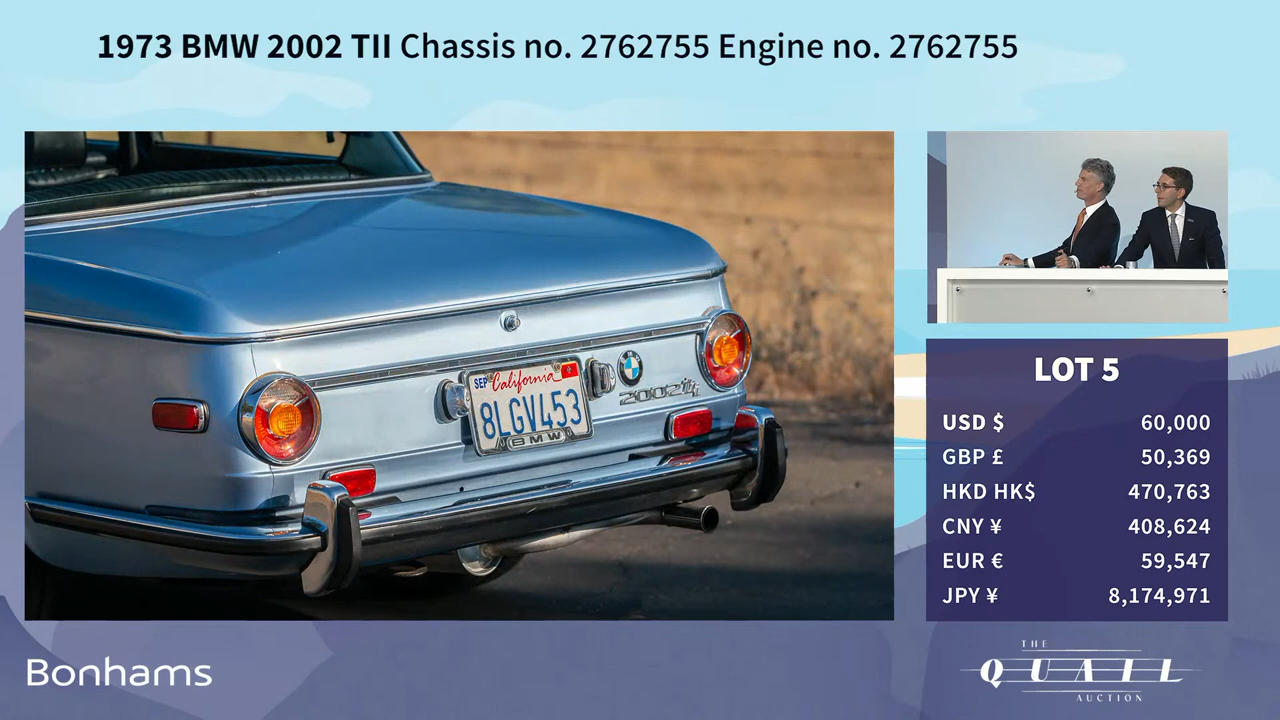 1973 BMW 2002 TII Chassis no. 2762755 Engine no. 2762755
SEP California
8LGV453
BMW
2002tii
LOT 5
USD $ 60,000
GBP £ 50,369
HKD HK$ 470,763
CNY ¥ 408,624
EUR € 59,547
JPY ¥ 8,174,971
Bonhams
THE
QUAIL
AUCTION